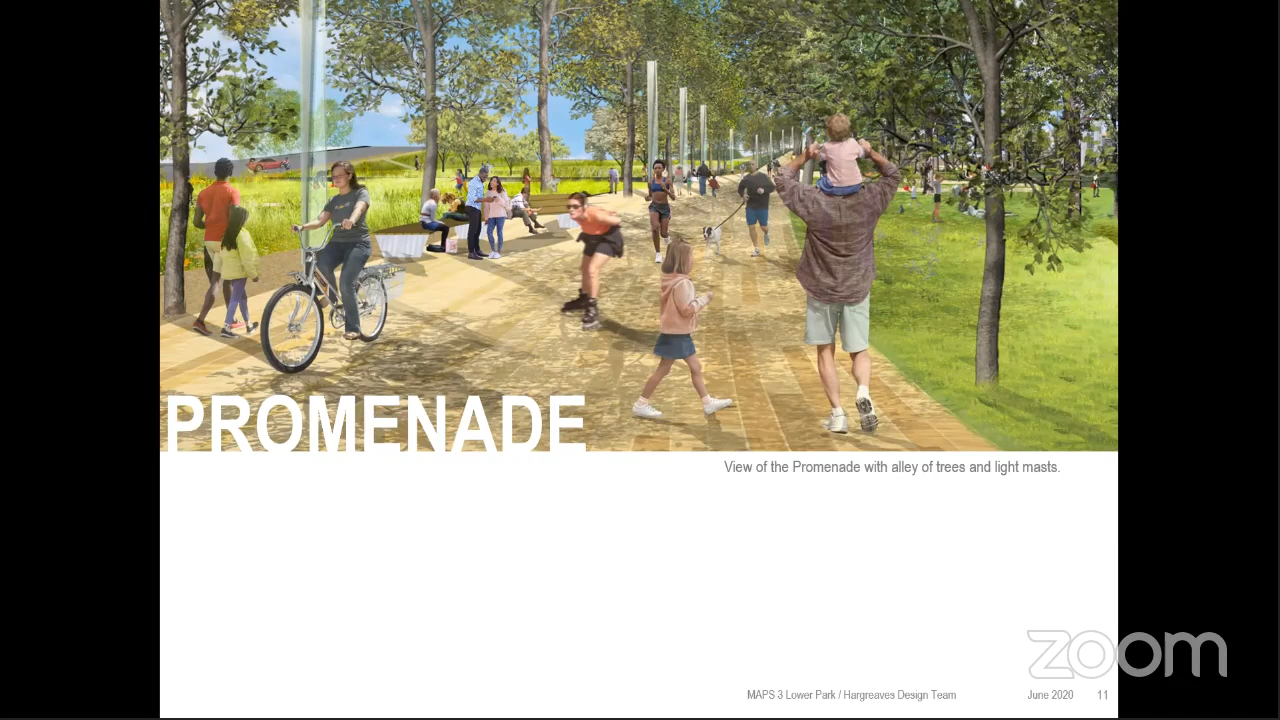 PROMENADE
View of the Promenade with alley of trees and light masts.
zoom
MAPS 3 Lower Park / Hargreaves Design Team June 2020 11